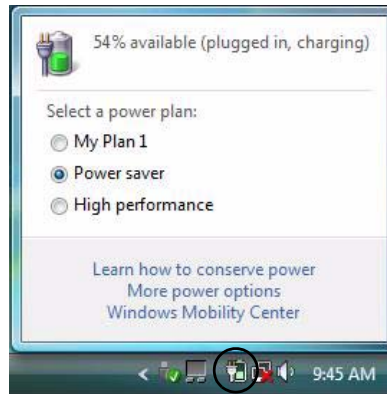 54% available (plugged in, charging)
Select a power plan:
My Plan 1
Power saver
High performance
Learn how to conserve power
More power options
Windows Mobility Center
< 9:45 AM